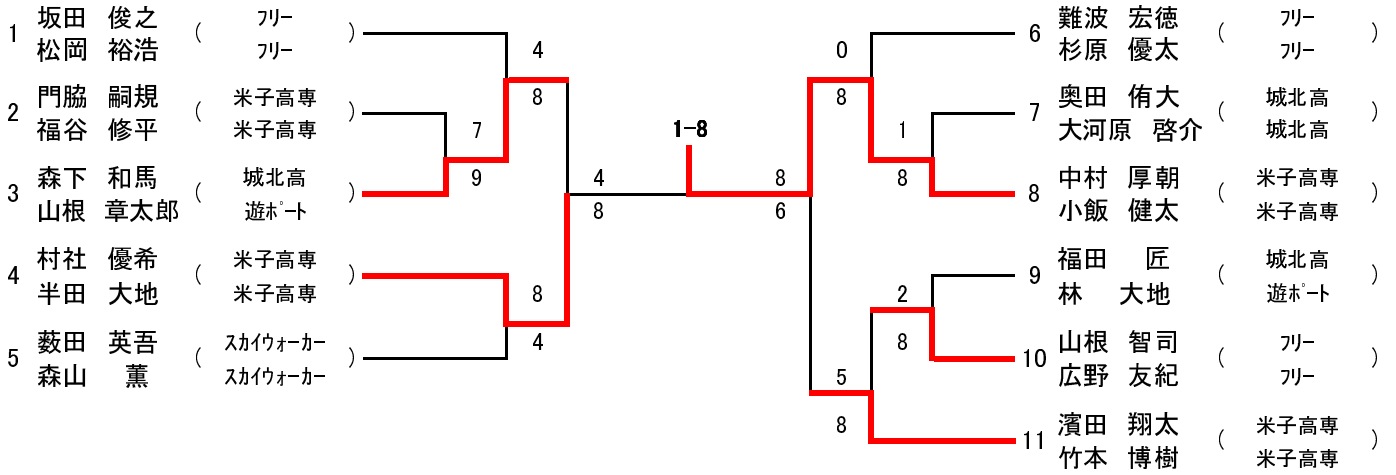 1 坂田 俊之 ( フリー )
松岡 裕浩 フリー
2 門脇 嗣規 ( 米子高専 )
福谷 修平 米子高専
3 森下 和馬 ( 城北高 )
山根 章太郎 遊ポート
4 村社 優希 ( 米子高専 )
半田 大地 米子高専
5 薮田 英吾 ( スカイウォーカー )
森山 薫 スカイウォーカー
4
8
7
9
8
4
4
8
1-8
8
6
0
8
1
8
2
8
5
8
6 難波 宏徳 ( フリー )
杉原 優太 フリー
7 奥田 侑大 ( 城北高 )
大河原 啓介 城北高
8 中村 厚朝 ( 米子高専 )
小飯 健太 米子高専
9 福田 匠 ( 城北高 )
林 大地 遊ポート
10 山根 智司 ( フリー )
広野 友紀 フリー
11 濱田 翔太 ( 米子高専 )
竹本 博樹 米子高専